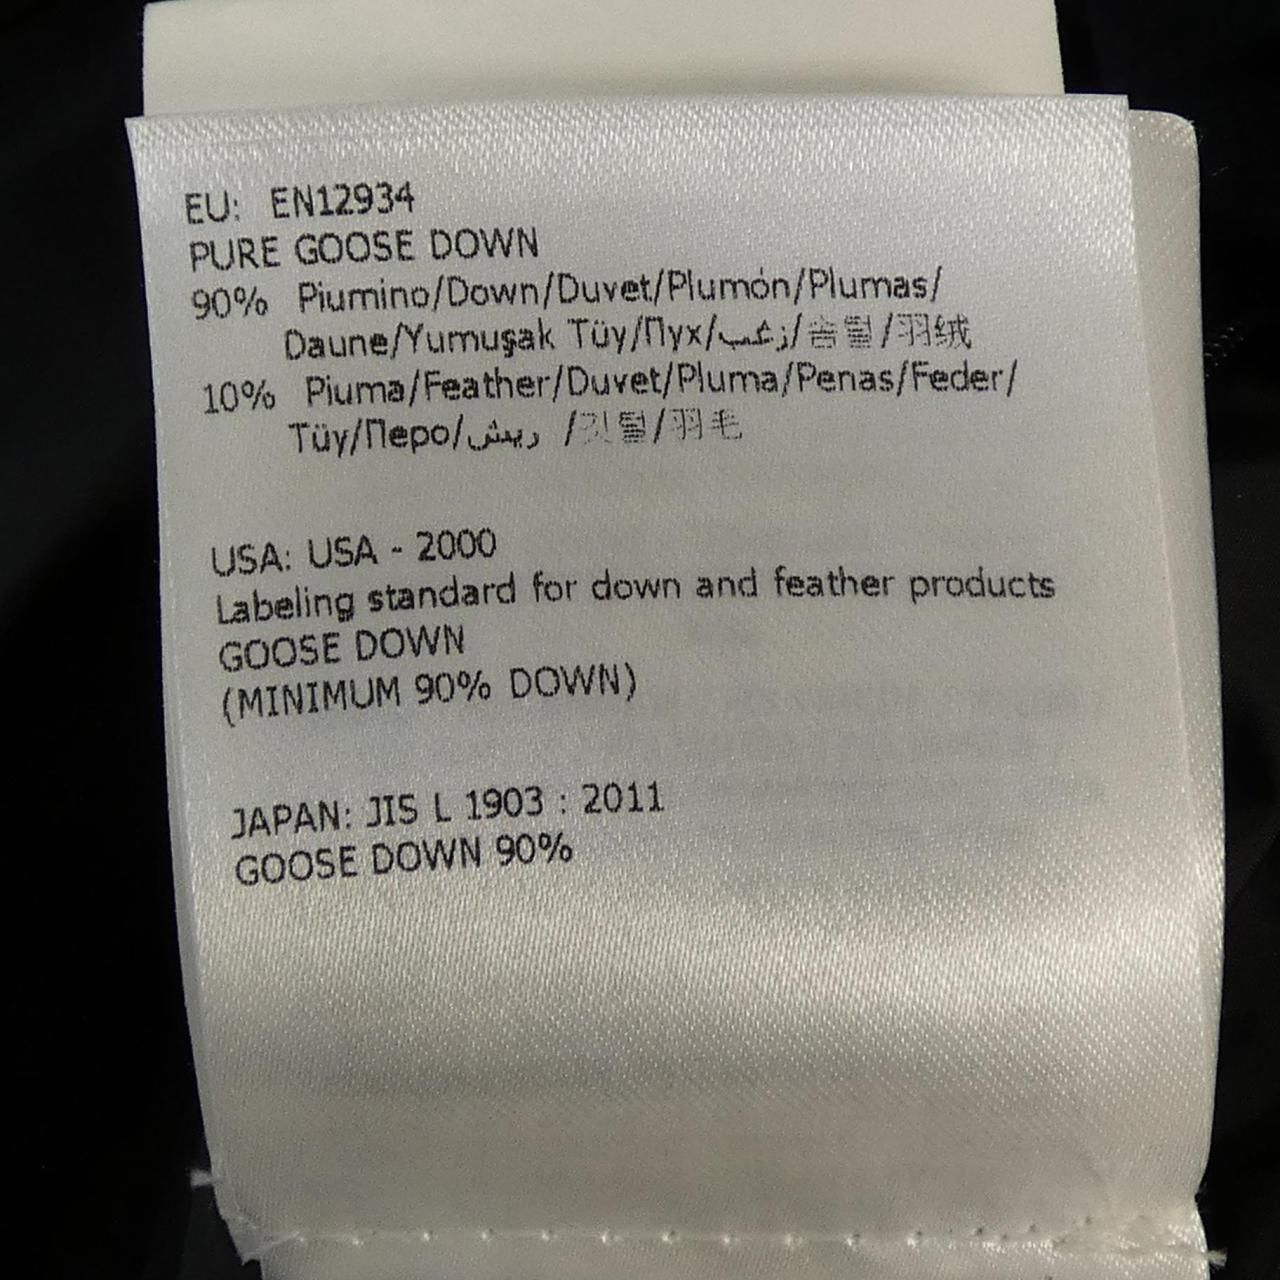 EU: EN12934
PURE GOOSE DOWN
90% Piumino/Down/Duvet/Plumón/Plumas/
Daune/Yumuşak Tüy/Пух/زغب/솜털/羽绒
10% Piuma/Feather/Duvet/Pluma/Penas/Feder/
Tüy/Перо/ريش /깃털/羽毛
USA: USA - 2000
Labeling standard for down and feather products
GOOSE DOWN
(MINIMUM 90% DOWN)
JAPAN: JIS L 1903 : 2011
GOOSE DOWN 90%